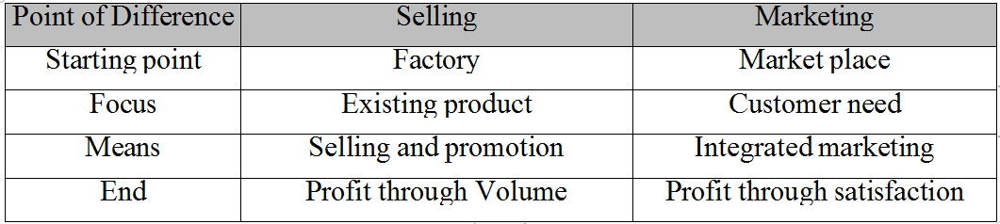 Point of Difference Selling Marketing
Starting point Factory Market place
Focus Existing product Customer need
Means Selling and promotion Integrated marketing
End Profit through Volume Profit through satisfaction